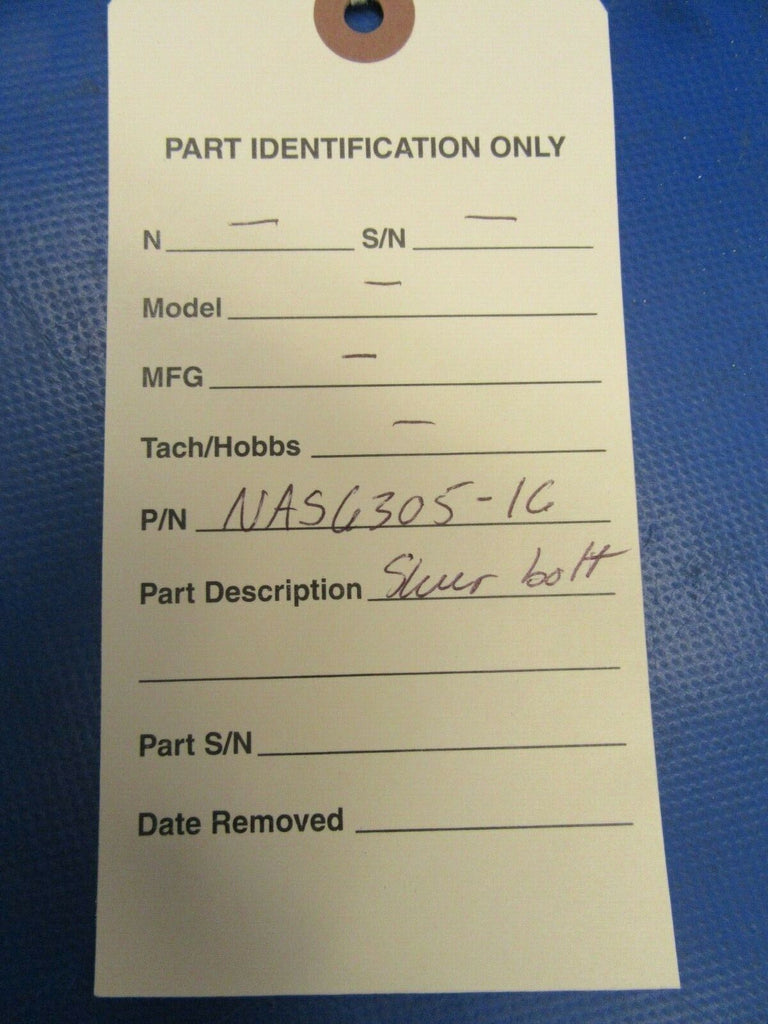 PART IDENTIFICATION ONLY
N — S/N —
Model —
MFG —
Tach/Hobbs —
P/N NAS6305-16
Part Description Shear bolt
Part S/N
Date Removed